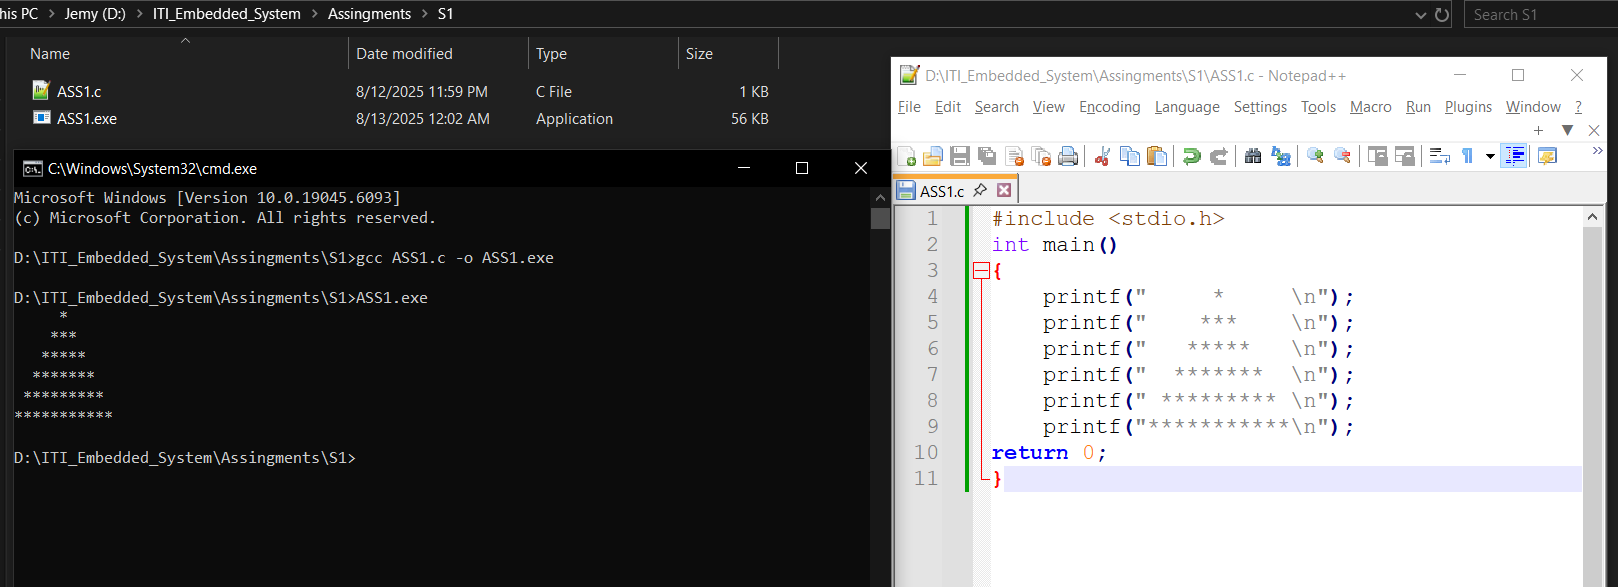 his PC > Jemy (D:) > ITI_Embedded_System > Assingments > S1
Search S1
Name Date modified Type Size
ASS1.c 8/12/2025 11:59 PM C File 1 KB
ASS1.exe 8/13/2025 12:02 AM Application 56 KB
C:\Windows\System32\cmd.exe
Microsoft Windows [Version 10.0.19045.6093]
(c) Microsoft Corporation. All rights reserved.
D:\ITI_Embedded_System\Assingments\S1>gcc ASS1.c -o ASS1.exe
D:\ITI_Embedded_System\Assingments\S1>ASS1.exe
     *
    ***
   *****
  *******
 *********
***********
D:\ITI_Embedded_System\Assingments\S1>
D:\ITI_Embedded_System\Assingments\S1\ASS1.c - Notepad++
File Edit Search View Encoding Language Settings Tools Macro Run Plugins Window ?
ASS1.c
1 #include <stdio.h>
2 int main()
3 {
4     printf("     *     \n");
5     printf("    ***    \n");
6     printf("   *****   \n");
7     printf("  *******  \n");
8     printf(" ********* \n");
9     printf("***********\n");
10 return 0;
11 }